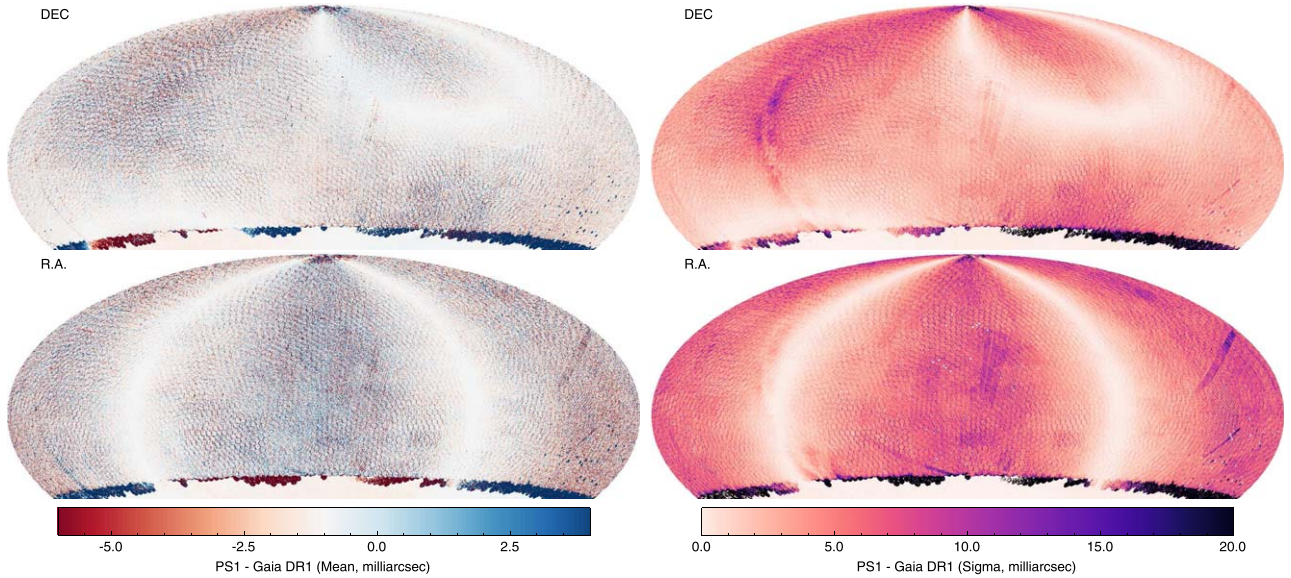 DEC
DEC
R.A.
R.A.
-5.0 -2.5 0.0 2.5
PS1 - Gaia DR1 (Mean, milliarcsec)
0.0 5.0 10.0 15.0 20.0
PS1 - Gaia DR1 (Sigma, milliarcsec)